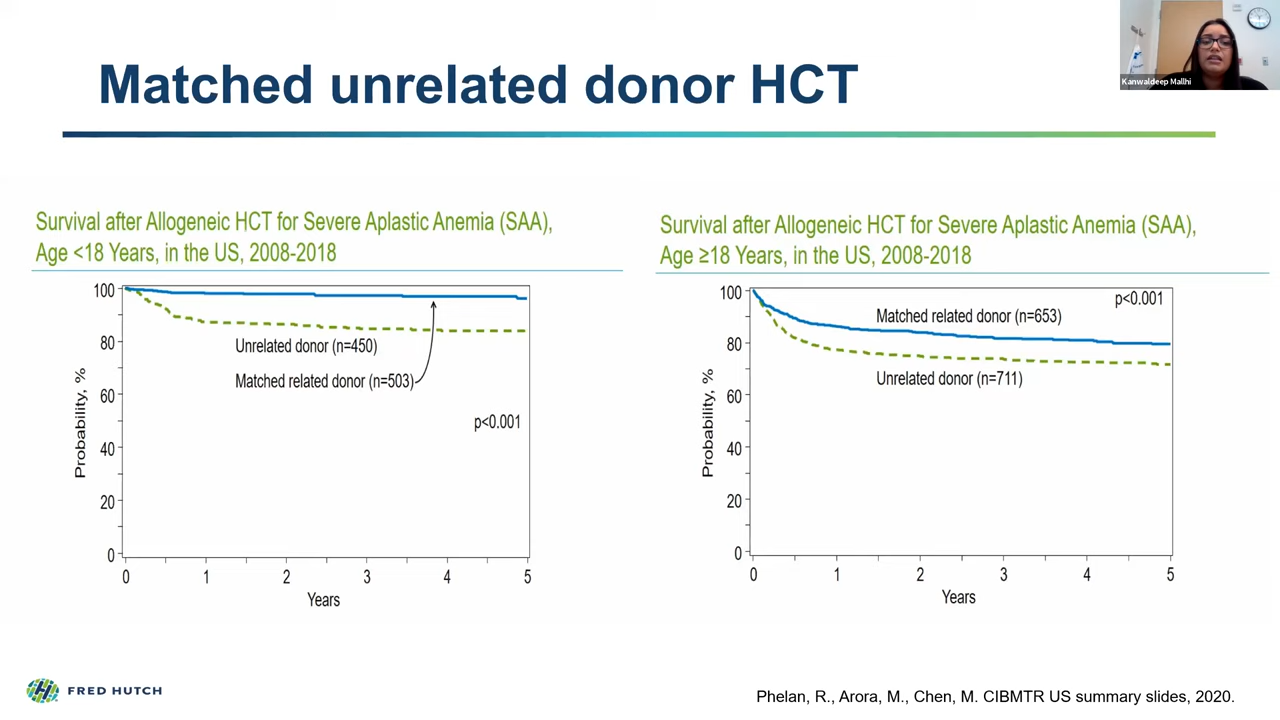 Matched unrelated donor HCT
Kanwaldeep Mallhi
Survival after Allogeneic HCT for Severe Aplastic Anemia (SAA),
Age <18 Years, in the US, 2008-2018
100
80
60
40
20
0
Probability, %
Unrelated donor (n=450)
Matched related donor (n=503)
p<0.001
0 1 2 3 4 5
Years
Survival after Allogeneic HCT for Severe Aplastic Anemia (SAA),
Age ≥18 Years, in the US, 2008-2018
100
80
60
40
20
0
Probability, %
p<0.001
Matched related donor (n=653)
Unrelated donor (n=711)
0 1 2 3 4 5
Years
FRED HUTCH
Phelan, R., Arora, M., Chen, M. CIBMTR US summary slides, 2020.